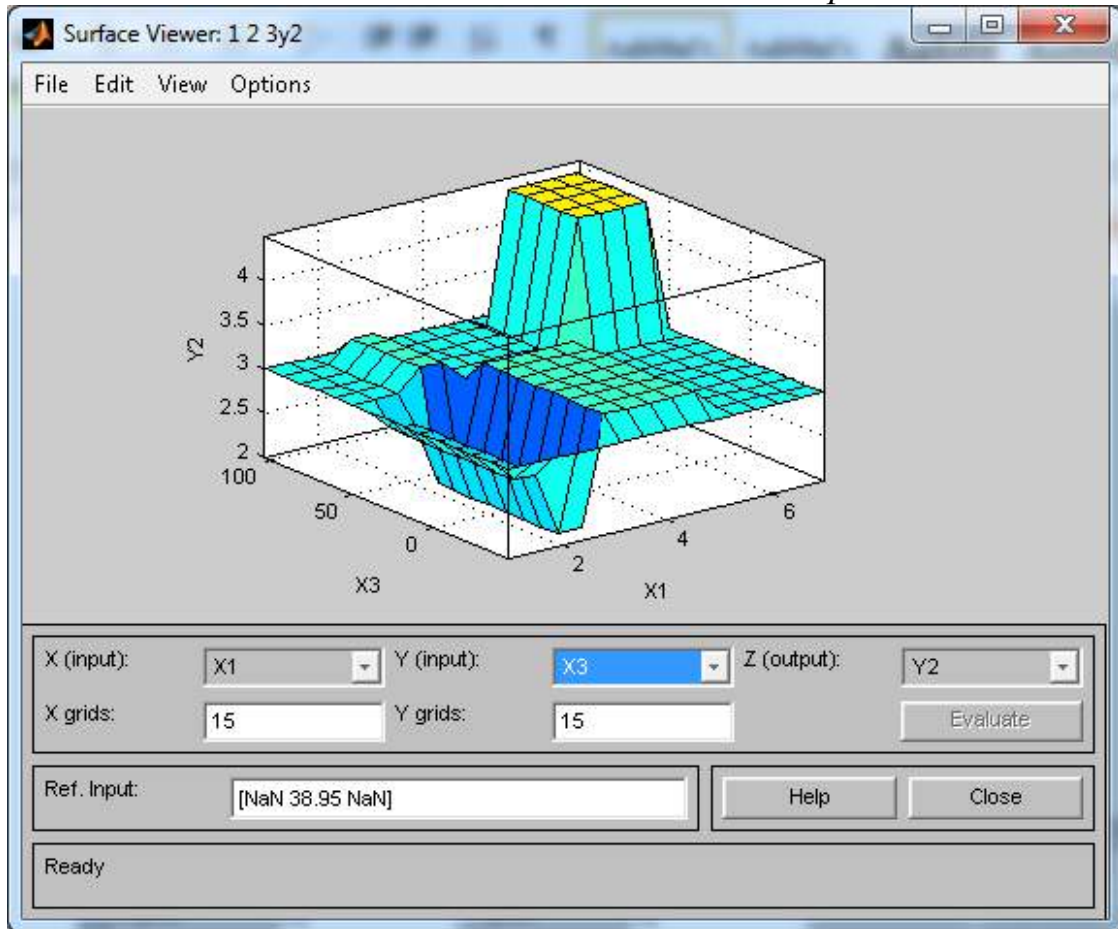 Surface Viewer: 1 2 3y2
File Edit View Options
4
3.5
3
2.5
2
Y2
100
50
0
X3
2
4
6
X1
X (input): X1 Y (input): X3 Z (output): Y2
X grids: 15 Y grids: 15 Evaluate
Ref. Input: [NaN 38.95 NaN] Help Close
Ready